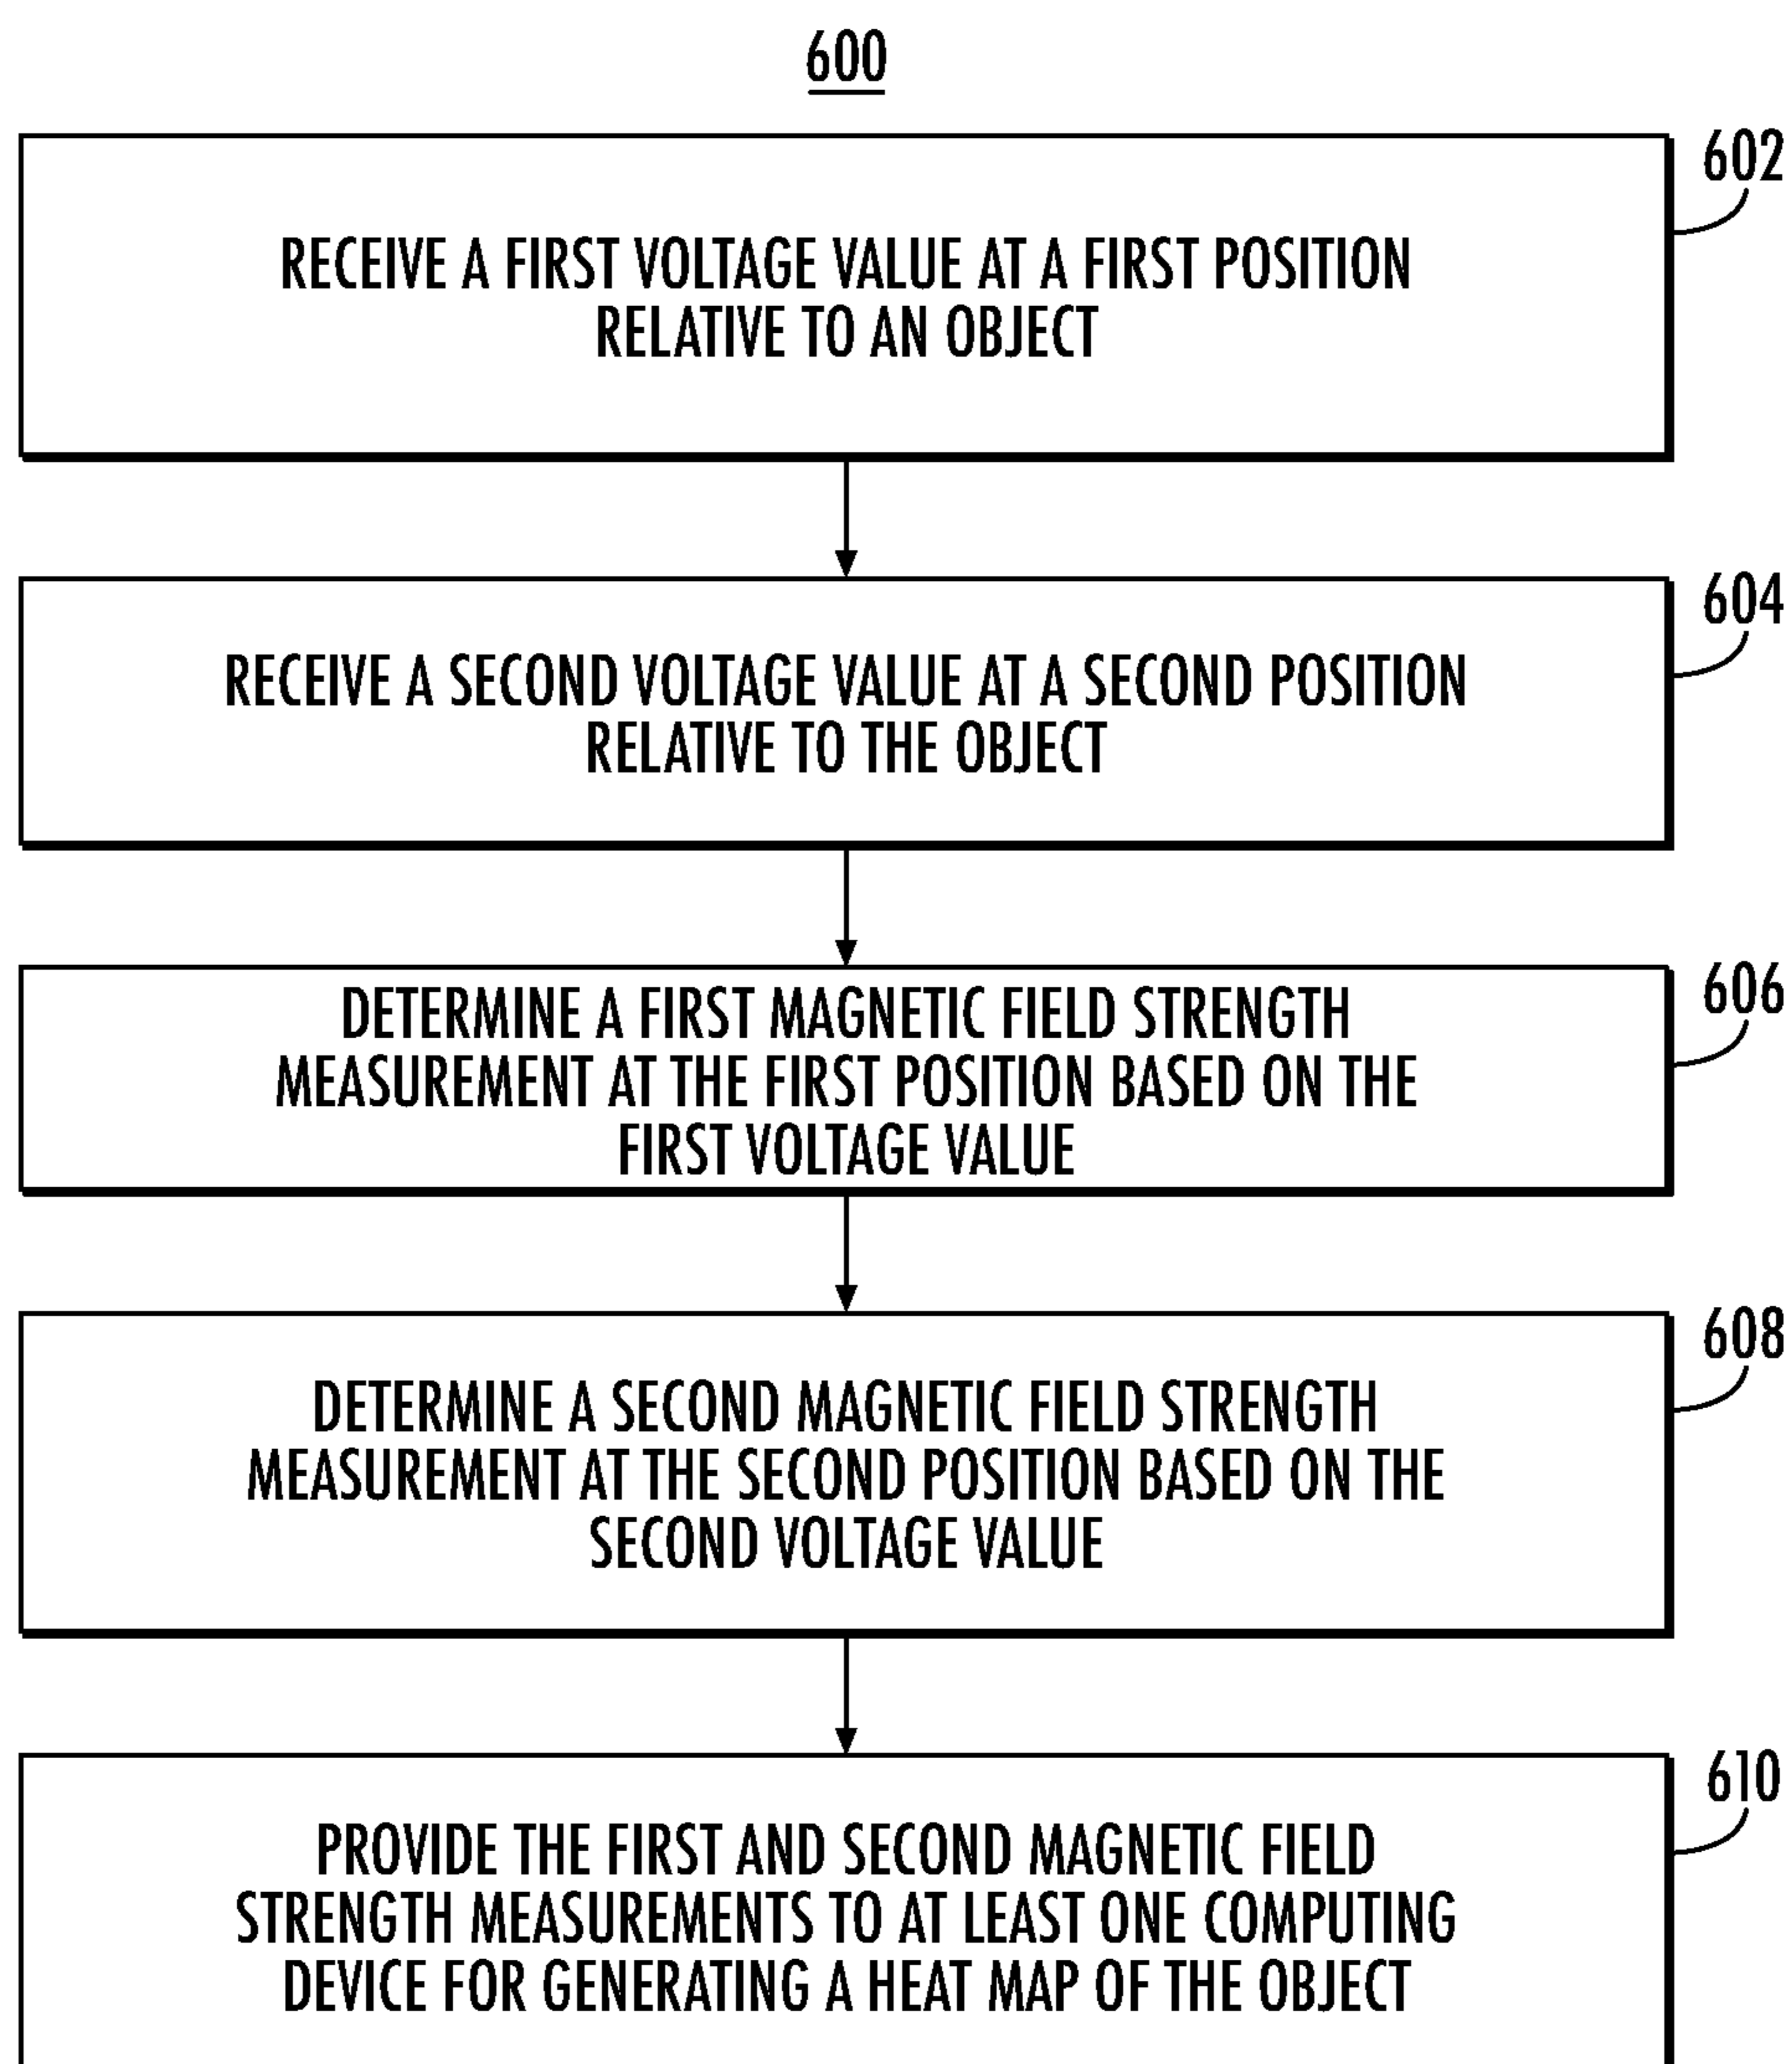 600
602
RECEIVE A FIRST VOLTAGE VALUE AT A FIRST POSITION
RELATIVE TO AN OBJECT
604
RECEIVE A SECOND VOLTAGE VALUE AT A SECOND POSITION
RELATIVE TO THE OBJECT
606
DETERMINE A FIRST MAGNETIC FIELD STRENGTH
MEASUREMENT AT THE FIRST POSITION BASED ON THE
FIRST VOLTAGE VALUE
608
DETERMINE A SECOND MAGNETIC FIELD STRENGTH
MEASUREMENT AT THE SECOND POSITION BASED ON THE
SECOND VOLTAGE VALUE
610
PROVIDE THE FIRST AND SECOND MAGNETIC FIELD
STRENGTH MEASUREMENTS TO AT LEAST ONE COMPUTING
DEVICE FOR GENERATING A HEAT MAP OF THE OBJECT